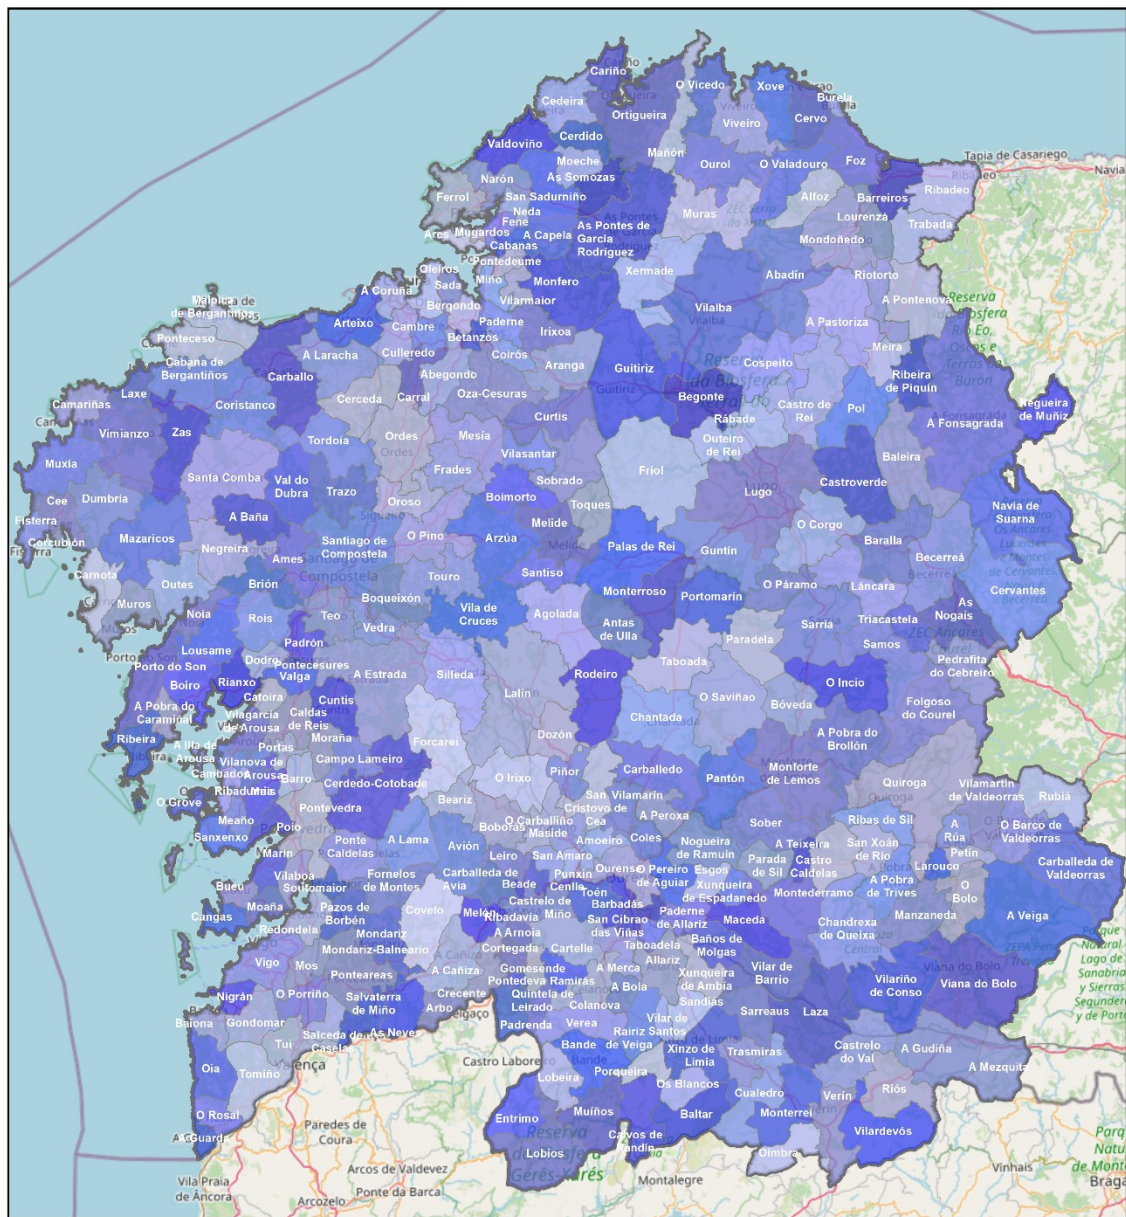 Cariño
Cedeira
O Vicedo
Xove
Burela
Ortigueira
Viveiro
Cervo
Valdoviño
Cerdido
Mañón
Tapia de Casariego
Navia
Moeche
Ourol
O Valadouro
Foz
Narón
As Somozas
Ferrol
San Sadurniño
Alfoz
Barreiros
Ribadeo
Neda
Muras
Lourenzá
Fene
Ares
Mugardos
A Capela
As Pontes de
García
Rodríguez
Mondoñedo
Trabada
Cabanas
Pontedeume
Oleiros
Xermade
Abadín
Riotorto
Sada
Miño
Monfero
A Coruña
Vilarmaior
A Pontenova
Reserva
Malpica
de Bergantiños
Bergondo
Vilalba
Arteixo
Cambre
Paderne
Irixoa
A Pastoriza
Ponteceso
Betanzos
Meira
A Laracha
Culleredo
Coirós
Aranga
Guitiriz
Cospeito
Cabana de
Bergantiños
Carballo
Abegondo
Ribeira
de Piquín
Laxe
Cerceda
Carral
Oza-Cesuras
Begonte
Castro de
Rei
Pol
Negueira
de Muñiz
Camariñas
Coristanco
Curtis
Rábade
A Fonsagrada
Vimianzo
Zas
Tordoia
Ordes
Mesía
Outeiro
de Rei
Vilasantar
Baleira
Muxía
Santa Comba
Val do
Dubra
Frades
Friol
Sobrado
Trazo
Lugo
Castroverde
Cee
Dumbría
Oroso
Boimorto
Toques
Navia de
Suarna
Fisterra
A Baña
Melide
O Corgo
Corcubión
Mazaricos
Santiago de
Compostela
O Pino
Arzúa
Palas de Rei
Baralla
Negreira
Guntín
Becerreá
Ames
Carnota
Outes
Brión
Touro
Santiso
O Páramo
Láncara
Muros
Boqueixón
Monterroso
Portomarín
Cervantes
Noia
Rois
Teo
Vila de
Cruces
Agolada
As
Nogais
Vedra
Antas
de Ulla
Sarria
Triacastela
Lousame
Padrón
Paradela
Samos
Porto do Son
Dodro
Pontecesures
Taboada
Pedrafita
do Cebreiro
Rianxo
Valga
A Estrada
Silleda
Rodeiro
O Incio
Boiro
Catoira
Cuntis
Lalín
O Saviñao
Bóveda
Folgoso
do Courel
A Pobra do
Caramiñal
Vilagarcía
de Arousa
Caldas
de Reis
Chantada
Ribeira
Moraña
Forcarei
Dozón
A Pobra do
Brollón
A Illa de
Arousa
Portas
Vilanova de
Arousa
Campo Lameiro
Carballedo
Monforte
de Lemos
Cambados
Barro
O Irixo
Piñor
Pantón
Quiroga
Vilamartín
de Valdeorras
Rubiá
Ribadumia
Meis
Cerdedo-Cotobade
O Grove
Pontevedra
Beariz
San
Cristovo de
Cea
Vilamarín
Meaño
A Peroxa
Sober
Ribas de Sil
A
Rúa
O Barco de
Valdeorras
Sanxenxo
Poio
Boborás
O Carballiño
Maside
Coles
A Lama
Avión
Amoeiro
Nogueira
de Ramuín
A Teixeira
San Xoán
de Río
Petín
Marín
Ponte
Caldelas
Leiro
San Amaro
Parada
de Sil
Castro
Caldelas
Larouco
Carballeda de
Valdeorras
Vilaboa
Fornelos
de Montes
Carballeda de
Avia
Punxín
Ourense
O Pereiro
de Aguiar
Esgos
A Pobra
de Trives
Bueu
Soutomaior
Beade
Cenlle
Toén
Xunqueira
de Espadanedo
Montederramo
O
Bolo
Moaña
Pazos de
Borbén
Castrelo de
Miño
Barbadás
Cangas
Covelo
Melón
Ribadavia
San Cibrao
das Viñas
Paderne
de Allariz
Maceda
Chandrexa
de Queixa
Manzaneda
A Veiga
Redondela
Mondariz
A Arnoia
Mondariz-Balneario
Cortegada
Cartelle
Taboadela
Baños de
Molgas
Vigo
Mos
Allariz
Ponteareas
A Cañiza
Gomesende
A Merca
Xunqueira
de Ambía
Vilar de
Barrio
Pontedeva
Ramirás
A Bola
Vilariño
de Conso
Viana do Bolo
Nigrán
O Porriño
Salvaterra
de Miño
Crecente
Quintela de
Leirado
Celanova
Sandiás
Arbo
Sarreaus
Laza
Baiona
Gondomar
Salceda de
Caselas
As Neves
Padrenda
Verea
Vilar de
Santos
Rairiz
de Veiga
Tui
Bande
Xinzo de
Limia
Trasmiras
Castrelo
do Val
A Gudiña
Oia
Tomiño
Castro Laboreiro
Lobeira
Porqueira
A Mezquita
Os Blancos
Cualedro
Verín
Riós
O Rosal
Entrimo
Muíños
Baltar
Monterrei
Vilardevós
A Guarda
Paredes de
Coura
Calvos de
Randín
Lobios
Oímbra
Arcos de Valdevez
Montalegre
Vinhais
Vila Praia
de Âncora
Ponte da Barca
Arcozelo